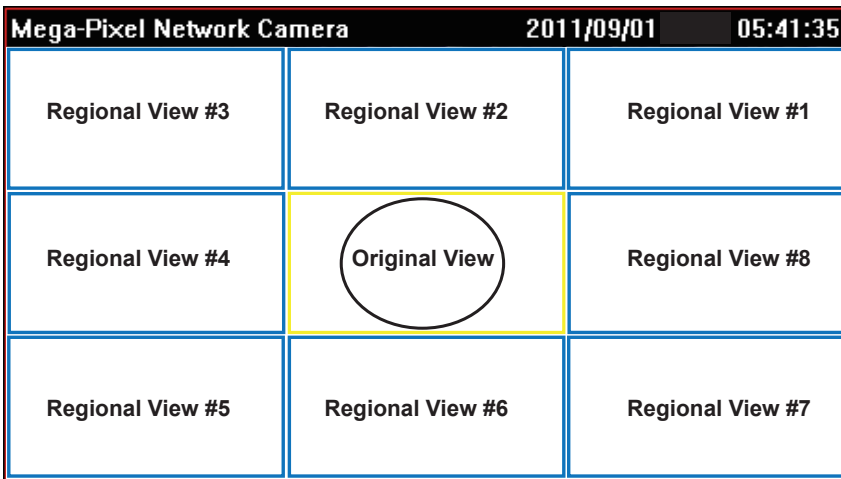 Mega-Pixel Network Camera 2011/09/01 05:41:35
Regional View #3 Regional View #2 Regional View #1
Regional View #4 Original View Regional View #8
Regional View #5 Regional View #6 Regional View #7